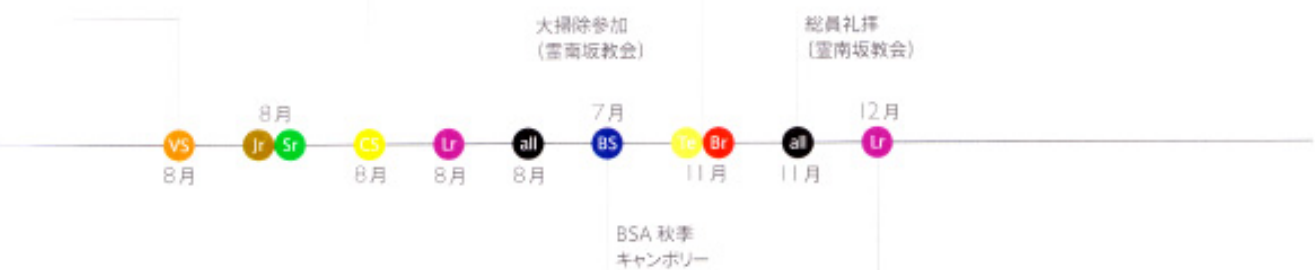 大掃除参加
(霊南坂教会)
総員礼拝
(霊南坂教会)
8月
7月
12月
VS
Jr
Sr
CS
Lr
all
BS
Te
Br
all
Lr
8月
8月
8月
8月
11月
11月
BSA 秋季
キャンポリー